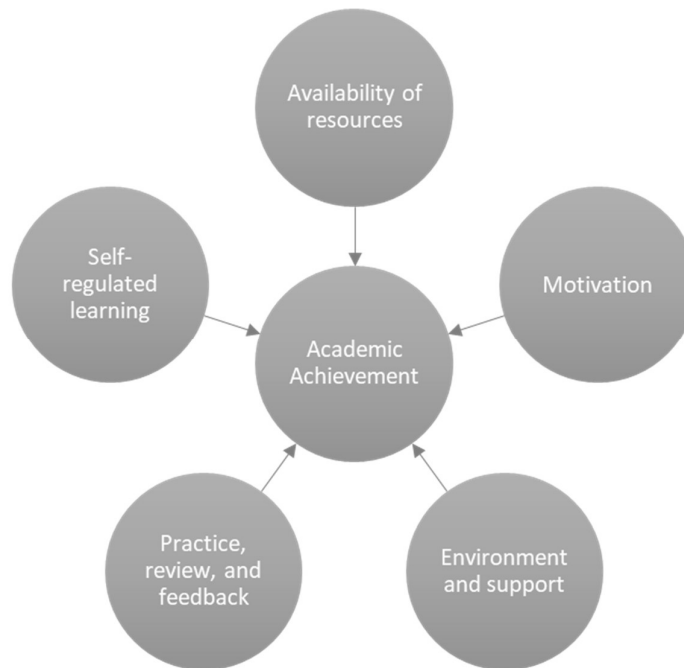 Availability of
resources
Self-
regulated
learning
Motivation
Academic
Achievement
Practice,
review, and
feedback
Environment
and support